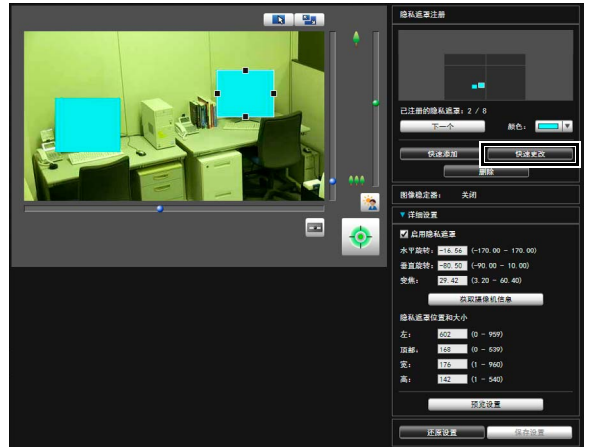 隐私遮罩注册
已注册的隐私遮罩: 2 / 8
下一个 颜色:
快速添加 快速更改
删除
图像稳定器: 关闭
▼ 详细设置
启用隐私遮罩
水平旋转: -16.56 (-170.00 - 170.00)
垂直旋转: -80.50 (-90.00 - 10.00)
变焦: 29.42 (3.20 - 60.40)
获取摄像机信息
隐私遮罩位置和大小
左: 602 (0 - 959)
顶部: 168 (0 - 539)
宽: 176 (1 - 960)
高: 142 (1 - 540)
预览设置
还原设置 保存设置